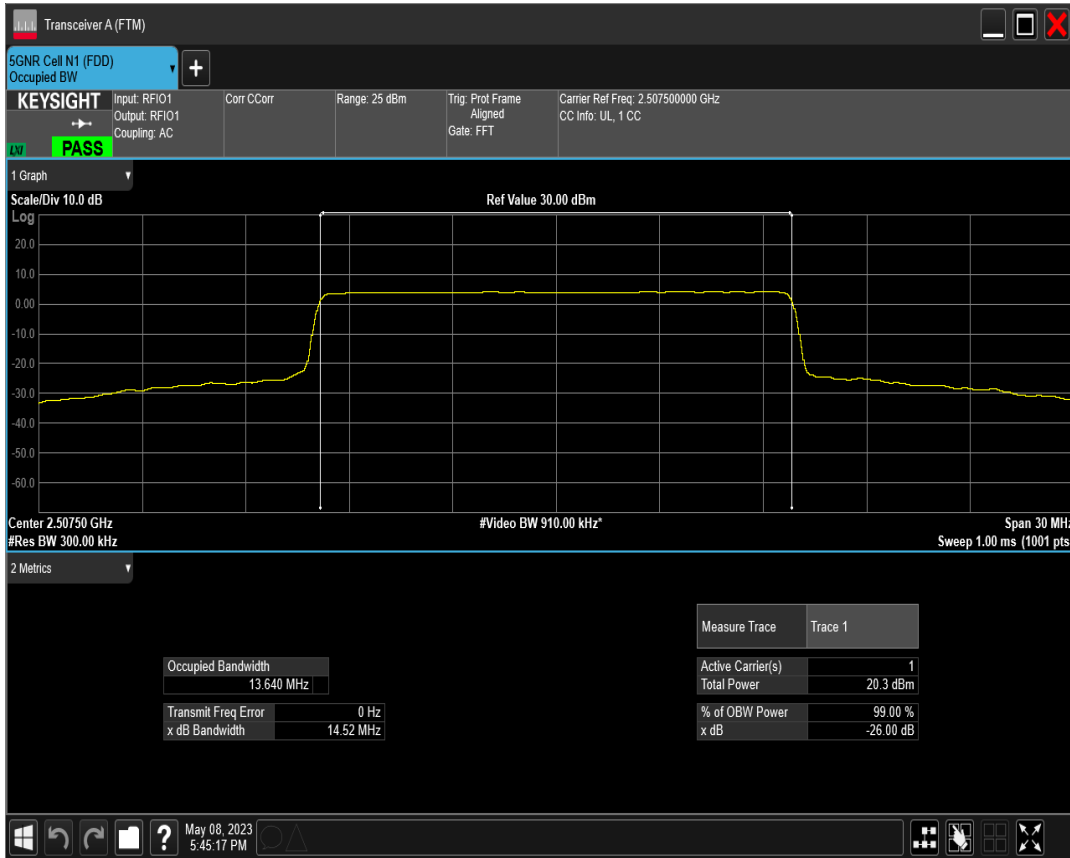 Transceiver A (FTM)
5GNR Cell N1 (FDD)
Occupied BW
+
KEYSIGHT
LXI
PASS
Input: RFIO1
Output: RFIO1
Coupling: AC
Corr CCorr
Range: 25 dBm
Trig: Prot Frame
Aligned
Gate: FFT
Carrier Ref Freq: 2.507500000 GHz
CC Info: UL, 1 CC
1 Graph
Scale/Div 10.0 dB
Ref Value 30.00 dBm
Log
20.0
10.0
0.00
-10.0
-20.0
-30.0
-40.0
-50.0
-60.0
Center 2.50750 GHz
#Video BW 910.00 kHz*
Span 30 MHz
#Res BW 300.00 kHz
Sweep 1.00 ms (1001 pts
2 Metrics
Measure Trace Trace 1
Occupied Bandwidth
13.640 MHz
Active Carrier(s) 1
Total Power 20.3 dBm
Transmit Freq Error 0 Hz
x dB Bandwidth 14.52 MHz
% of OBW Power 99.00 %
x dB -26.00 dB
?
May 08, 2023
5:45:17 PM